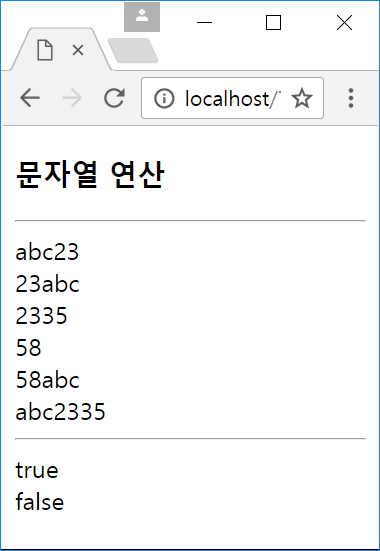 localhost/
문자열 연산
abc23
23abc
2335
58
58abc
abc2335
true
false